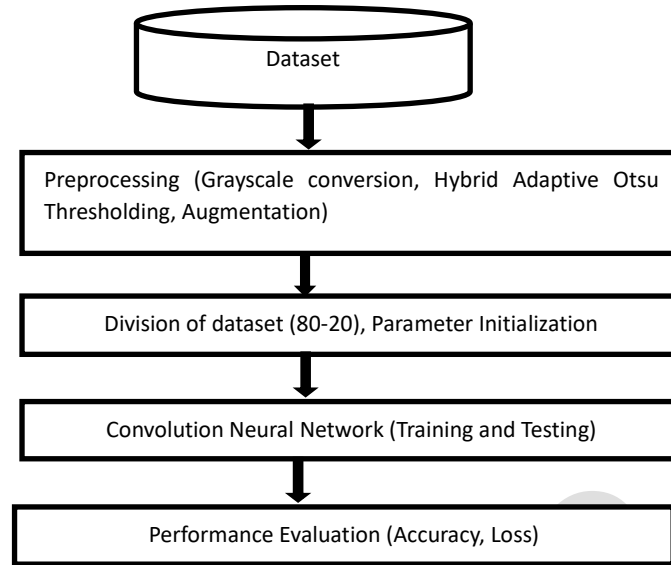 Dataset
Preprocessing (Grayscale conversion, Hybrid Adaptive Otsu
Thresholding, Augmentation)
Division of dataset (80-20), Parameter Initialization
Convolution Neural Network (Training and Testing)
Performance Evaluation (Accuracy, Loss)